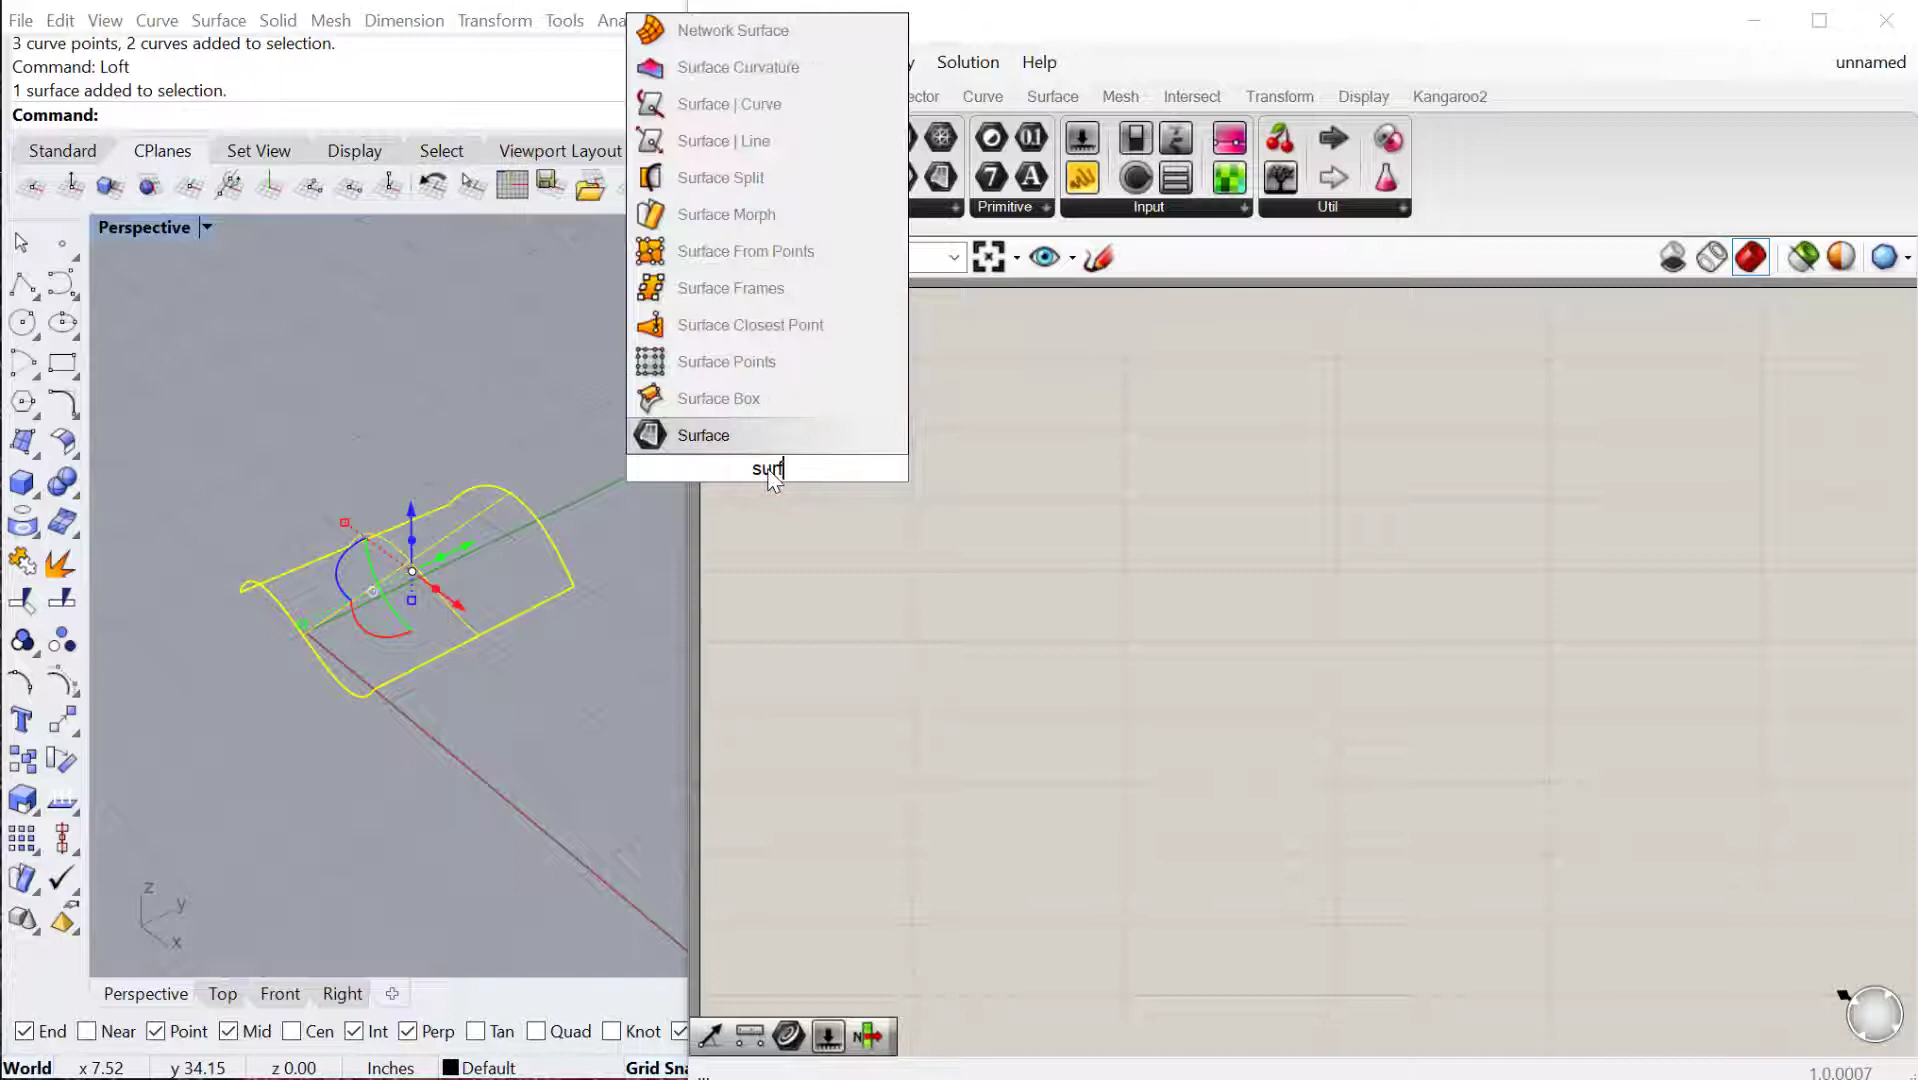 File Edit View Curve Surface Solid Mesh Dimension Transform Tools Ana
3 curve points, 2 curves added to selection.
Command: Loft
1 surface added to selection.
Command:
Standard CPlanes Set View Display Select Viewport Layout
Perspective
Network Surface
Surface Curvature
Surface | Curve
Surface | Line
Surface Split
Surface Morph
Surface From Points
Surface Frames
Surface Closest Point
Surface Points
Surface Box
Surface
surf
y Solution Help unnamed
ector Curve Surface Mesh Intersect Transform Display Kangaroo2
Primitive Input Util
z
y
x
Perspective Top Front Right
End Near Point Mid Cen Int Perp Tan Quad Knot
World x 7.52 y 34.15 z 0.00 Inches Default Grid Sna
1.0.0007